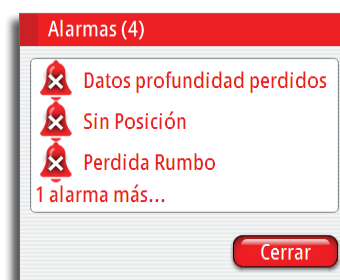 Alarmas (4)
Datos profundidad perdidos
Sin Posición
Perdida Rumbo
1 alarma más...
Cerrar